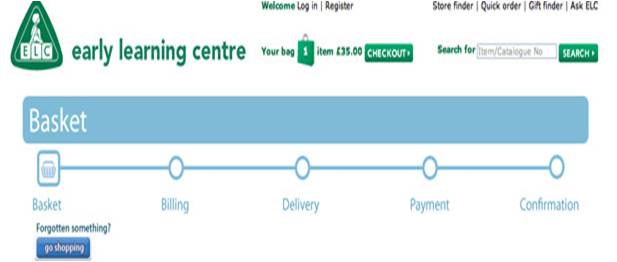 Welcome Log in | Register
Store finder | Quick order | Gift finder | Ask ELC
ELC
early learning centre
Your bag 1 item £35.00 CHECKOUT
Search for Item/Catalogue No SEARCH
Basket
Basket Billing Delivery Payment Confirmation
Forgotten something?
go shopping